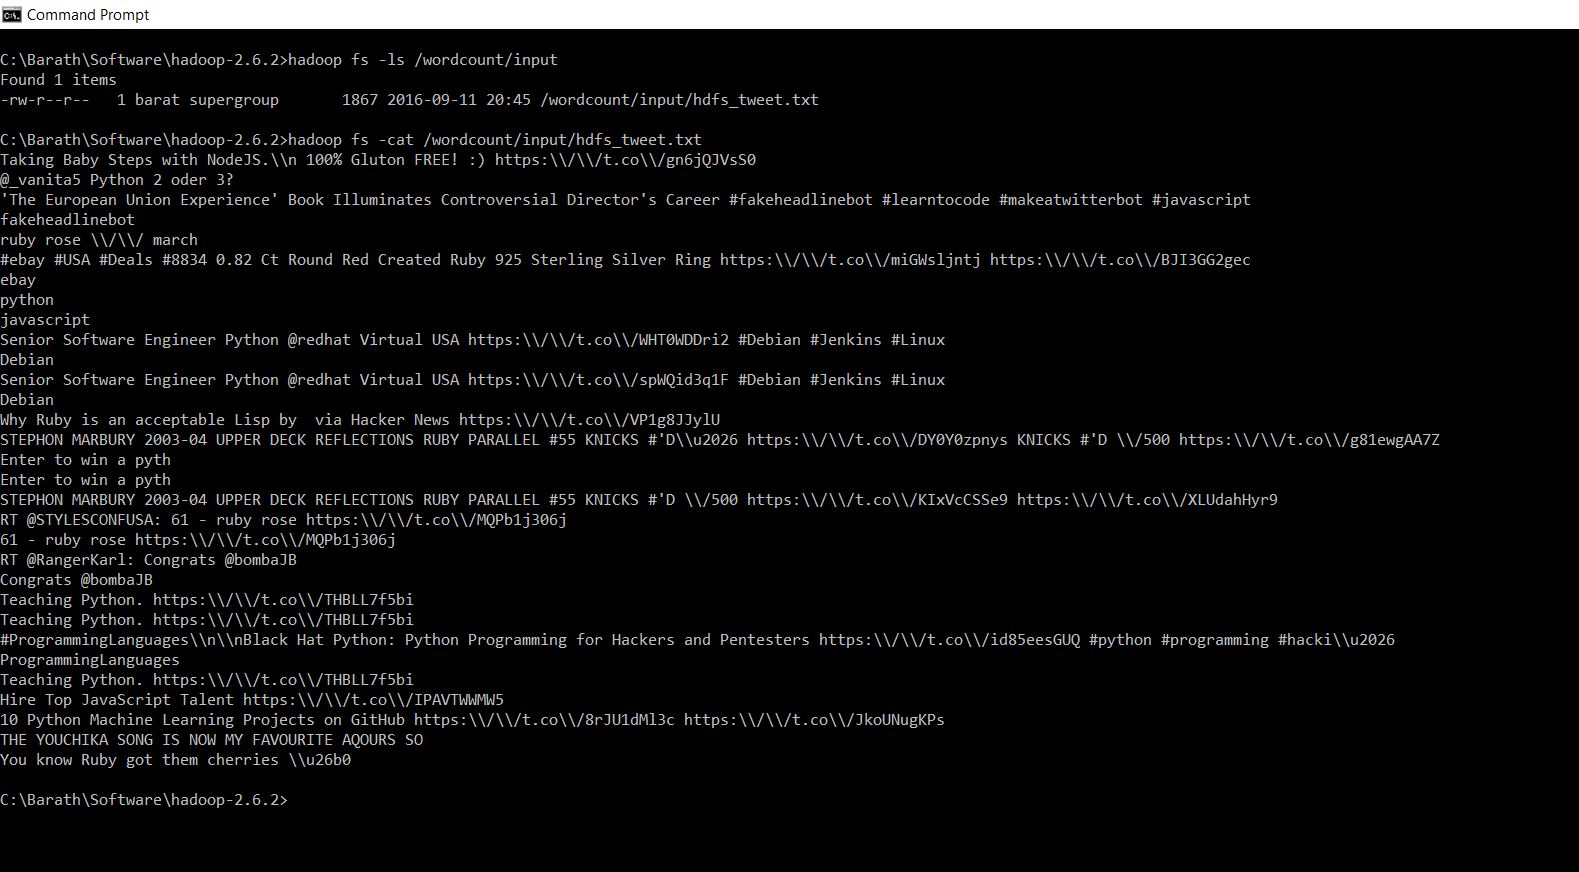 Command Prompt
C:\Barath\Software\hadoop-2.6.2>hadoop fs -ls /wordcount/input
Found 1 items
-rw-r--r--   1 barat supergroup       1867 2016-09-11 20:45 /wordcount/input/hdfs_tweet.txt
C:\Barath\Software\hadoop-2.6.2>hadoop fs -cat /wordcount/input/hdfs_tweet.txt
Taking Baby Steps with NodeJS.\\n 100% Gluton FREE! :) https:\\/\\/t.co\\/gn6jQJVsS0
@_vanita5 Python 2 oder 3?
'The European Union Experience' Book Illuminates Controversial Director's Career #fakeheadlinebot #learntocode #makeatwitterbot #javascript
fakeheadlinebot
ruby rose \\/\\/ march
#ebay #USA #Deals #8834 0.82 Ct Round Red Created Ruby 925 Sterling Silver Ring https:\\/\\/t.co\\/miGWsljntj https:\\/\\/t.co\\/BJI3GG2gec
ebay
python
javascript
Senior Software Engineer Python @redhat Virtual USA https:\\/\\/t.co\\/WHT0WDDri2 #Debian #Jenkins #Linux
Debian
Senior Software Engineer Python @redhat Virtual USA https:\\/\\/t.co\\/spWQid3q1F #Debian #Jenkins #Linux
Debian
Why Ruby is an acceptable Lisp by  via Hacker News https:\\/\\/t.co\\/VP1g8JJylU
STEPHON MARBURY 2003-04 UPPER DECK REFLECTIONS RUBY PARALLEL #55 KNICKS #'D\\u2026 https:\\/\\/t.co\\/DY0Y0zpnys KNICKS #'D \\/500 https:\\/\\/t.co\\/g81ewgAA7Z
Enter to win a pyth
Enter to win a pyth
STEPHON MARBURY 2003-04 UPPER DECK REFLECTIONS RUBY PARALLEL #55 KNICKS #'D \\/500 https:\\/\\/t.co\\/KIxVcCSSe9 https:\\/\\/t.co\\/XLUdahHyr9
RT @STYLESCONFUSA: 61 - ruby rose https:\\/\\/t.co\\/MQPb1j306j
61 - ruby rose https:\\/\\/t.co\\/MQPb1j306j
RT @RangerKarl: Congrats @bombaJB
Congrats @bombaJB
Teaching Python. https:\\/\\/t.co\\/THBLL7f5bi
Teaching Python. https:\\/\\/t.co\\/THBLL7f5bi
#ProgrammingLanguages\\n\\nBlack Hat Python: Python Programming for Hackers and Pentesters https:\\/\\/t.co\\/id85eesGUQ #python #programming #hacki\\u2026
ProgrammingLanguages
Teaching Python. https:\\/\\/t.co\\/THBLL7f5bi
Hire Top JavaScript Talent https:\\/\\/t.co\\/IPAVTWWMW5
10 Python Machine Learning Projects on GitHub https:\\/\\/t.co\\/8rJU1dMl3c https:\\/\\/t.co\\/JkoUNugKPs
THE YOUCHIKA SONG IS NOW MY FAVOURITE AQOURS SO
You know Ruby got them cherries \\u26b0
C:\Barath\Software\hadoop-2.6.2>